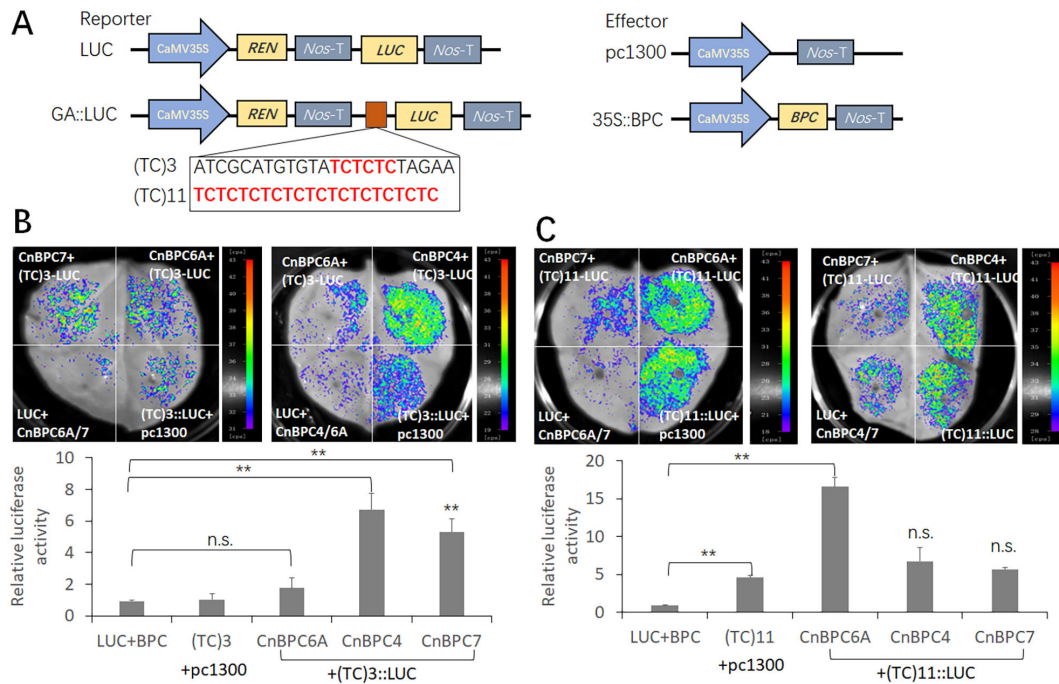 A
Reporter
LUC
CaMV35S
REN
Nos-T
LUC
Nos-T
GA::LUC
CaMV35S
REN
Nos-T
LUC
Nos-T
(TC)3
ATCGCATGTGTATCTCTCTAGAA
(TC)11
TCTCTCTCTCTCTCTCTCTCTC
Effector
pc1300
CaMV35S
Nos-T
35S::BPC
CaMV35S
BPC
Nos-T
B
CnBPC7+
(TC)3-LUC
CnBPC6A+
(TC)3-LUC
LUC+
CnBPC6A/7
(TC)3::LUC+
pc1300
CnBPC6A+
(TC)3-LUC
CnBPC4+
(TC)3-LUC
LUC+
CnBPC4/6A
(TC)3::LUC+
pc1300
Relative luciferase
activity
10
8
6
4
2
0
**
**
n.s.
**
LUC+BPC
(TC)3
CnBPC6A
CnBPC4
CnBPC7
+pc1300
+(TC)3::LUC
C
CnBPC7+
(TC)11-LUC
CnBPC6A+
(TC)11-LUC
LUC+
CnBPC6A/7
(TC)11::LUC+
pc1300
CnBPC7+
(TC)11-LUC
CnBPC4+
(TC)11-LUC
LUC+
CnBPC4/7
(TC)11::LUC
Relative luciferase
activity
20
15
10
5
0
**
**
n.s.
n.s.
LUC+BPC
(TC)11
CnBPC6A
CnBPC4
CnBPC7
+pc1300
+(TC)11::LUC